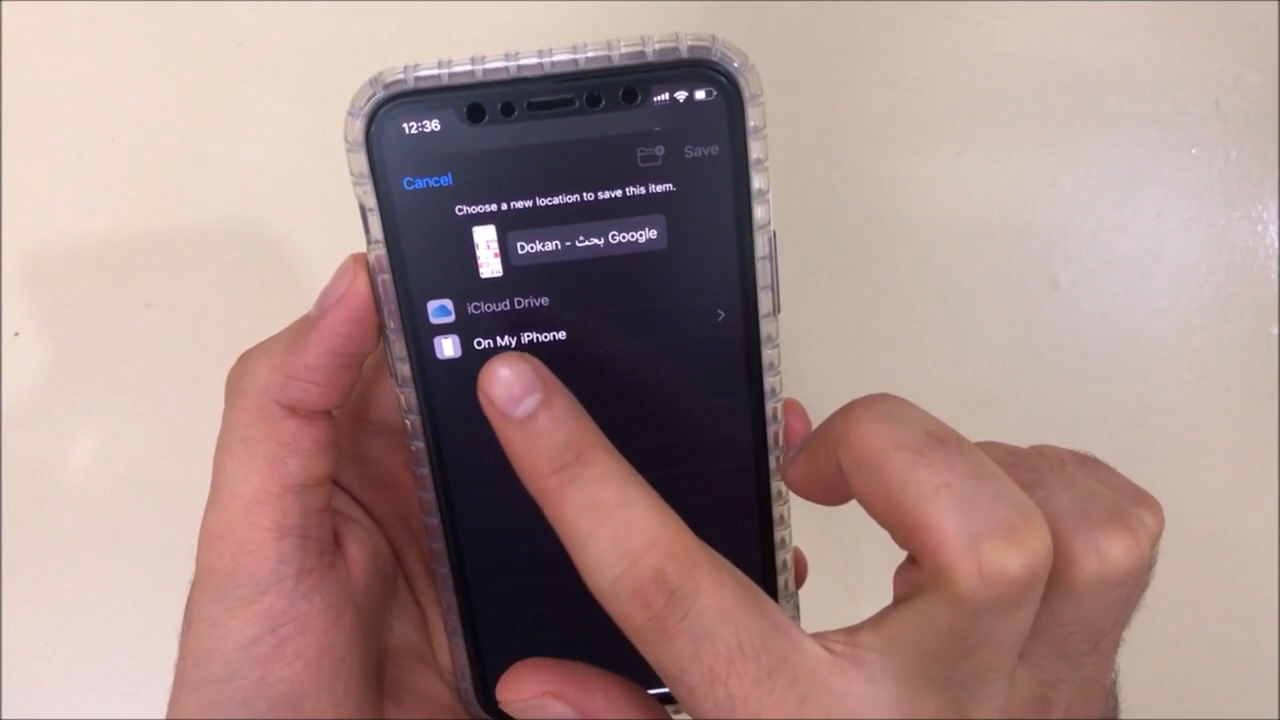 12:36
Save
Cancel
Choose a new location to save this item.
Dokan - بحث Google
iCloud Drive
On My iPhone